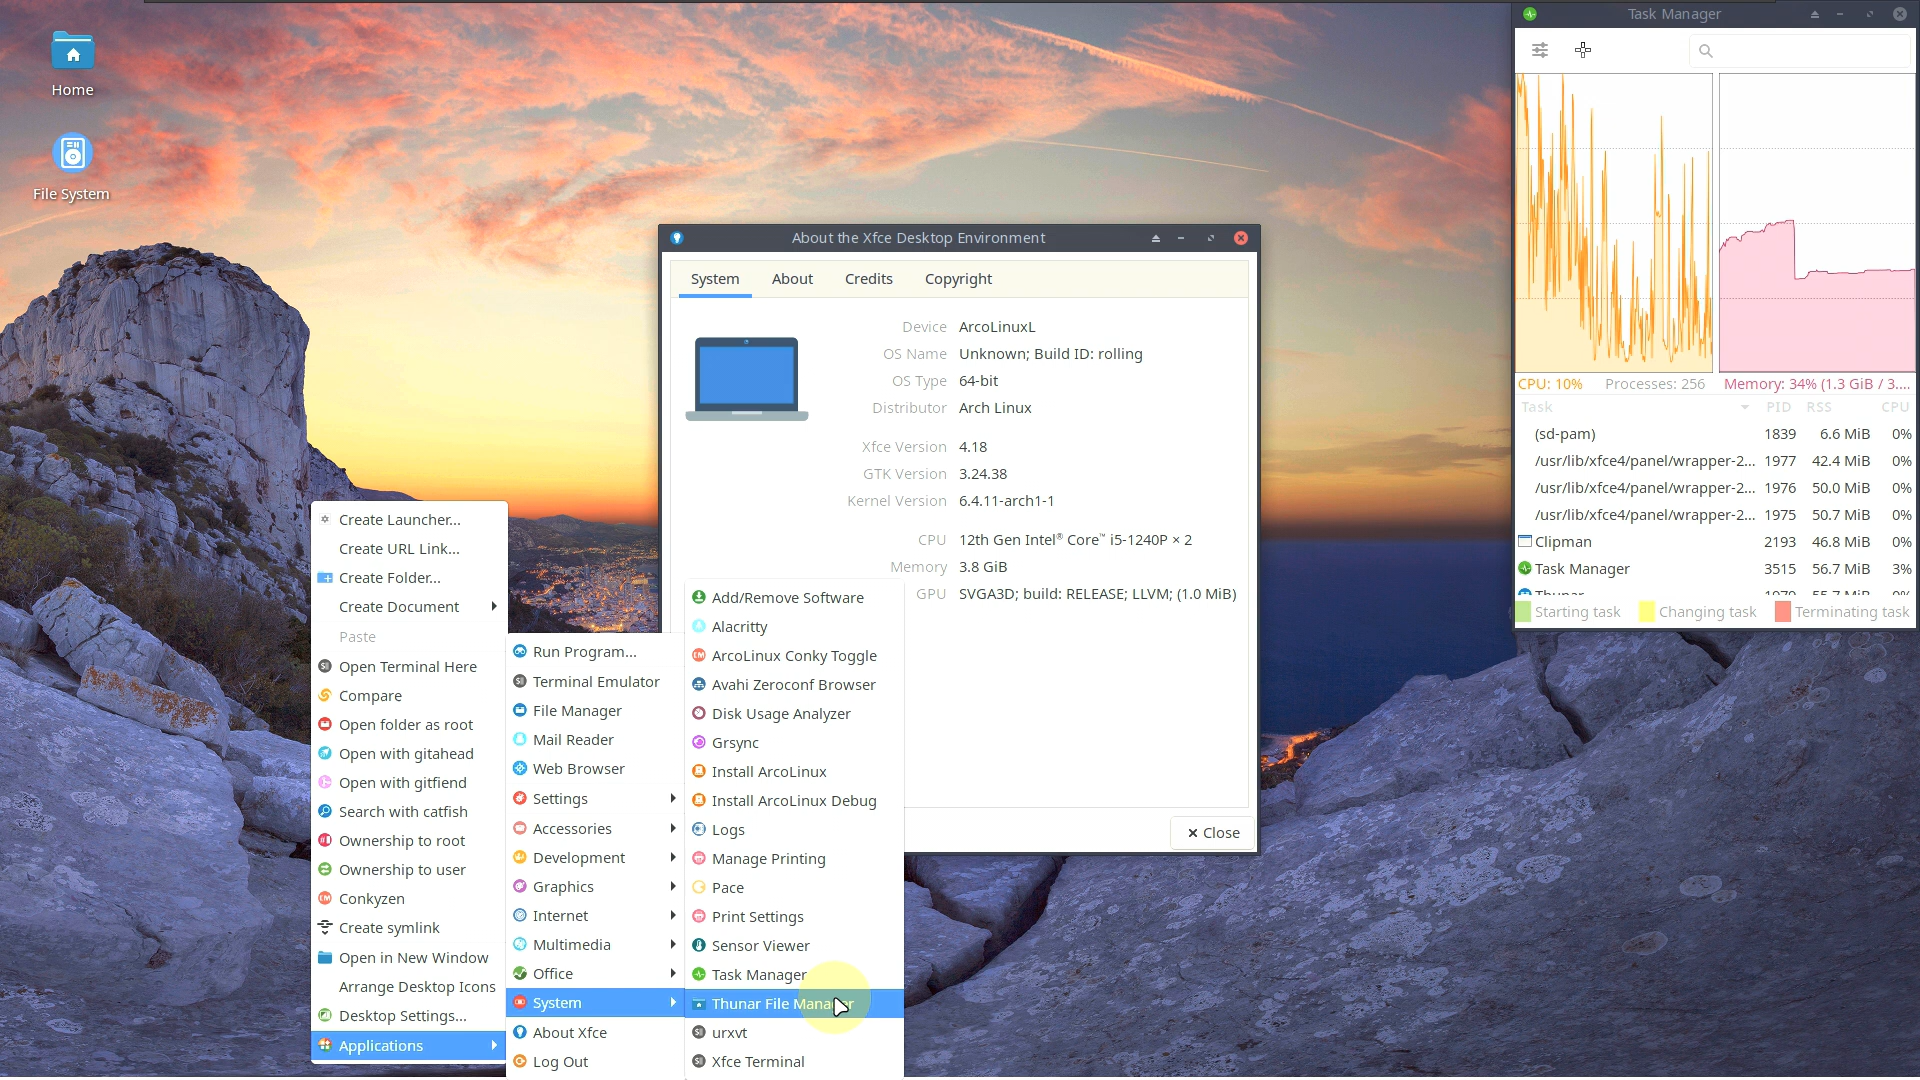 Home
File System
Task Manager
CPU: 10%
Processes: 256
Memory: 34% (1.3 GiB / 3....
Task PID RSS CPU
(sd-pam) 1839 6.6 MiB 0%
/usr/lib/xfce4/panel/wrapper-2... 1977 42.4 MiB 0%
/usr/lib/xfce4/panel/wrapper-2... 1976 50.0 MiB 0%
/usr/lib/xfce4/panel/wrapper-2... 1975 50.7 MiB 0%
Clipman 2193 46.8 MiB 0%
Task Manager 3515 56.7 MiB 3%
Starting task
Changing task
Terminating task
About the Xfce Desktop Environment
System
About
Credits
Copyright
Device ArcoLinuxL
OS Name Unknown; Build ID: rolling
OS Type 64-bit
Distributor Arch Linux
Xfce Version 4.18
GTK Version 3.24.38
Kernel Version 6.4.11-arch1-1
CPU 12th Gen Intel® Core™ i5-1240P × 2
Memory 3.8 GiB
GPU SVGA3D; build: RELEASE; LLVM; (1.0 MiB)
Close
Create Launcher...
Create URL Link...
Create Folder...
Create Document
Paste
Open Terminal Here
Compare
Open folder as root
Open with gitahead
Open with gitfiend
Search with catfish
Ownership to root
Ownership to user
Conkyzen
Create symlink
Open in New Window
Arrange Desktop Icons
Desktop Settings...
Applications
Run Program...
Terminal Emulator
File Manager
Mail Reader
Web Browser
Settings
Accessories
Development
Graphics
Internet
Multimedia
Office
System
About Xfce
Log Out
Add/Remove Software
Alacritty
ArcoLinux Conky Toggle
Avahi Zeroconf Browser
Disk Usage Analyzer
Grsync
Install ArcoLinux
Install ArcoLinux Debug
Logs
Manage Printing
Pace
Print Settings
Sensor Viewer
Task Manager
Thunar File Manager
urxvt
Xfce Terminal